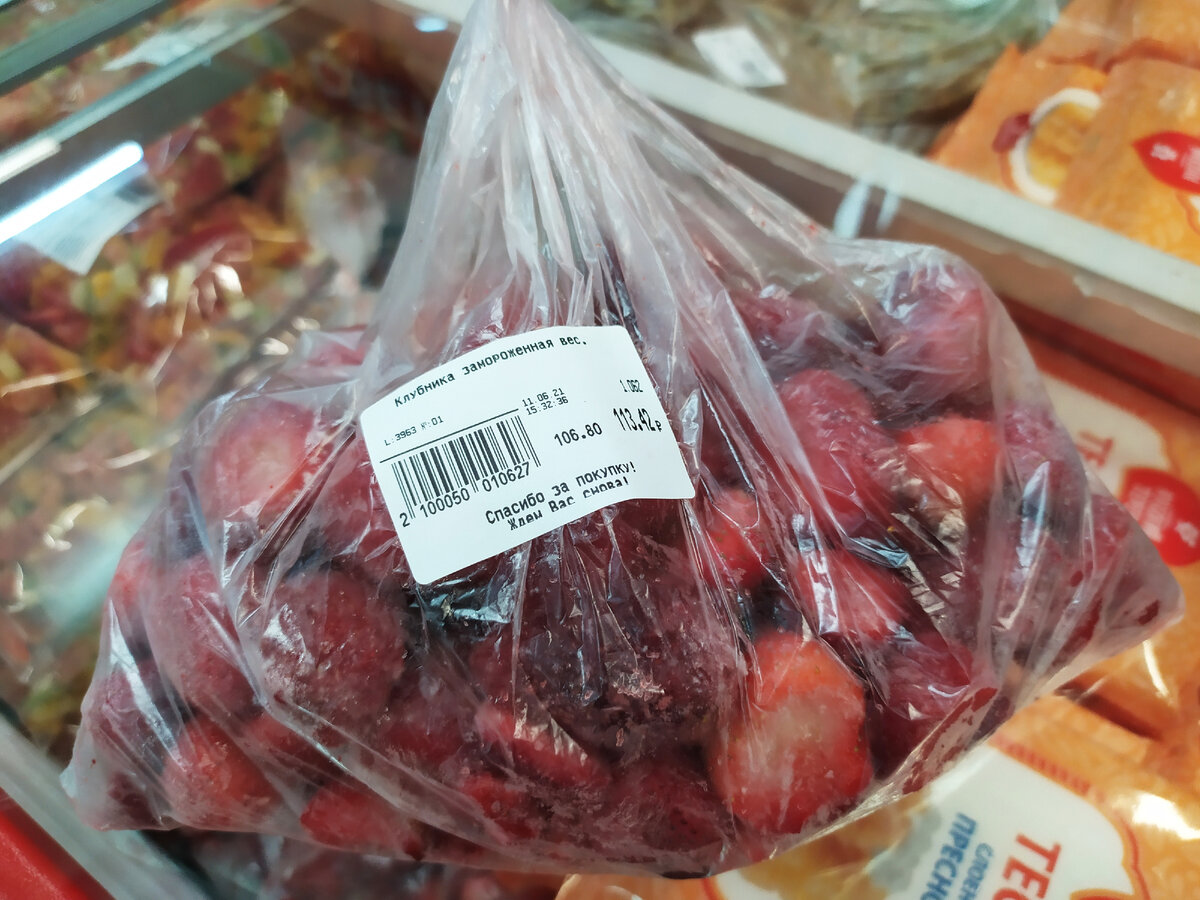 Клубника замороженная вес.
11.06.21
1.062
L:3963 №:01
15:32:36
106.80
113.42р
2 100050 010627
Спасибо за покупку!
Ждем Вас снова!